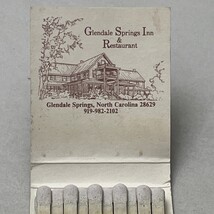 Glendale Springs Inn
&
Restaurant
Glendale Springs, North Carolina 28629
919-982-2102